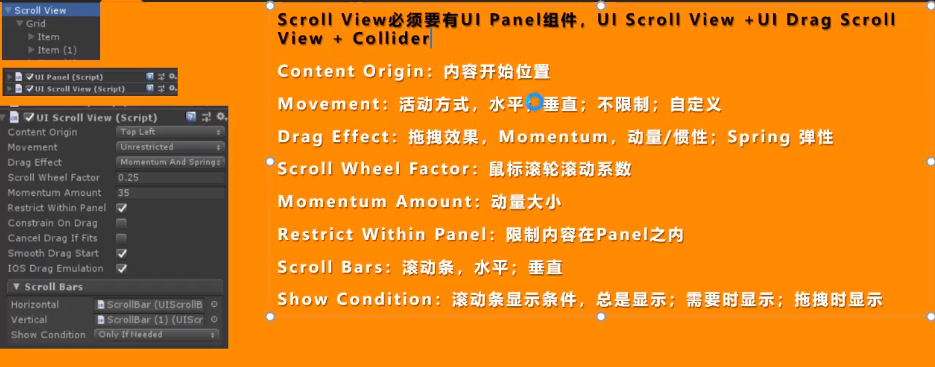 Scroll View
Grid
Item
Item (1)
UI Panel (Script)
UI Scroll View (Script)
UI Scroll View (Script)
Content Origin Top Left
Movement Unrestricted
Drag Effect Momentum And Spring
Scroll Wheel Factor 0.25
Momentum Amount 35
Restrict Within Panel
Constrain On Drag
Cancel Drag If Fits
Smooth Drag Start
IOS Drag Emulation
Scroll Bars
Horizontal ScrollBar (UIScrollB
Vertical ScrollBar (1) (UIScr
Show Condition Only If Needed
Scroll View必须要有UI Panel组件，UI Scroll View +UI Drag Scroll
View + Collider
Content Origin：内容开始位置
Movement：活动方式，水平；垂直；不限制；自定义
Drag Effect：拖拽效果，Momentum，动量/惯性；Spring 弹性
Scroll Wheel Factor：鼠标滚轮滚动系数
Momentum Amount：动量大小
Restrict Within Panel：限制内容在Panel之内
Scroll Bars：滚动条，水平；垂直
Show Condition：滚动条显示条件，总是显示；需要时显示；拖拽时显示